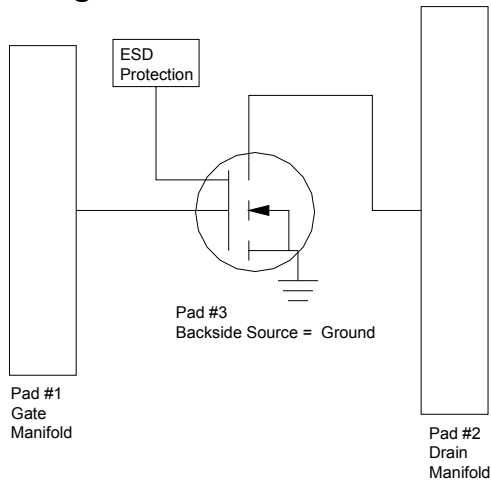 ESD
Protection
Pad #3
Backside Source = Ground
Pad #1
Gate
Manifold
Pad #2
Drain
Manifold